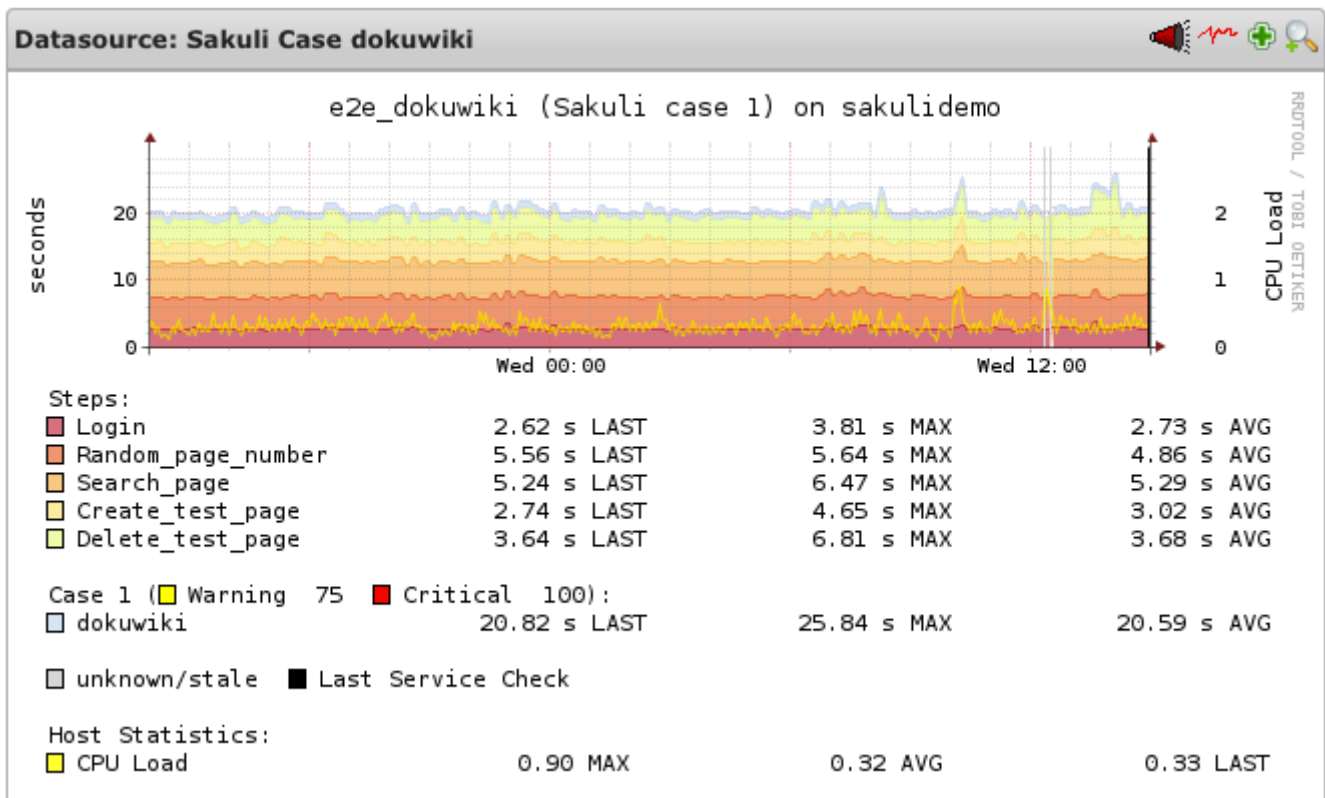 Datasource: Sakuli Case dokuwiki
e2e_dokuwiki (Sakuli case 1) on sakulidemo
RRDTOOL / TOBI OETIKER
seconds
20
10
0
2
1
0
CPU Load
Wed 00:00 Wed 12:00
Steps:
Login 2.62 s LAST 3.81 s MAX 2.73 s AVG
Random_page_number 5.56 s LAST 5.64 s MAX 4.86 s AVG
Search_page 5.24 s LAST 6.47 s MAX 5.29 s AVG
Create_test_page 2.74 s LAST 4.65 s MAX 3.02 s AVG
Delete_test_page 3.64 s LAST 6.81 s MAX 3.68 s AVG
Case 1 ( Warning 75 Critical 100):
dokuwiki 20.82 s LAST 25.84 s MAX 20.59 s AVG
unknown/stale Last Service Check
Host Statistics:
CPU Load 0.90 MAX 0.32 AVG 0.33 LAST